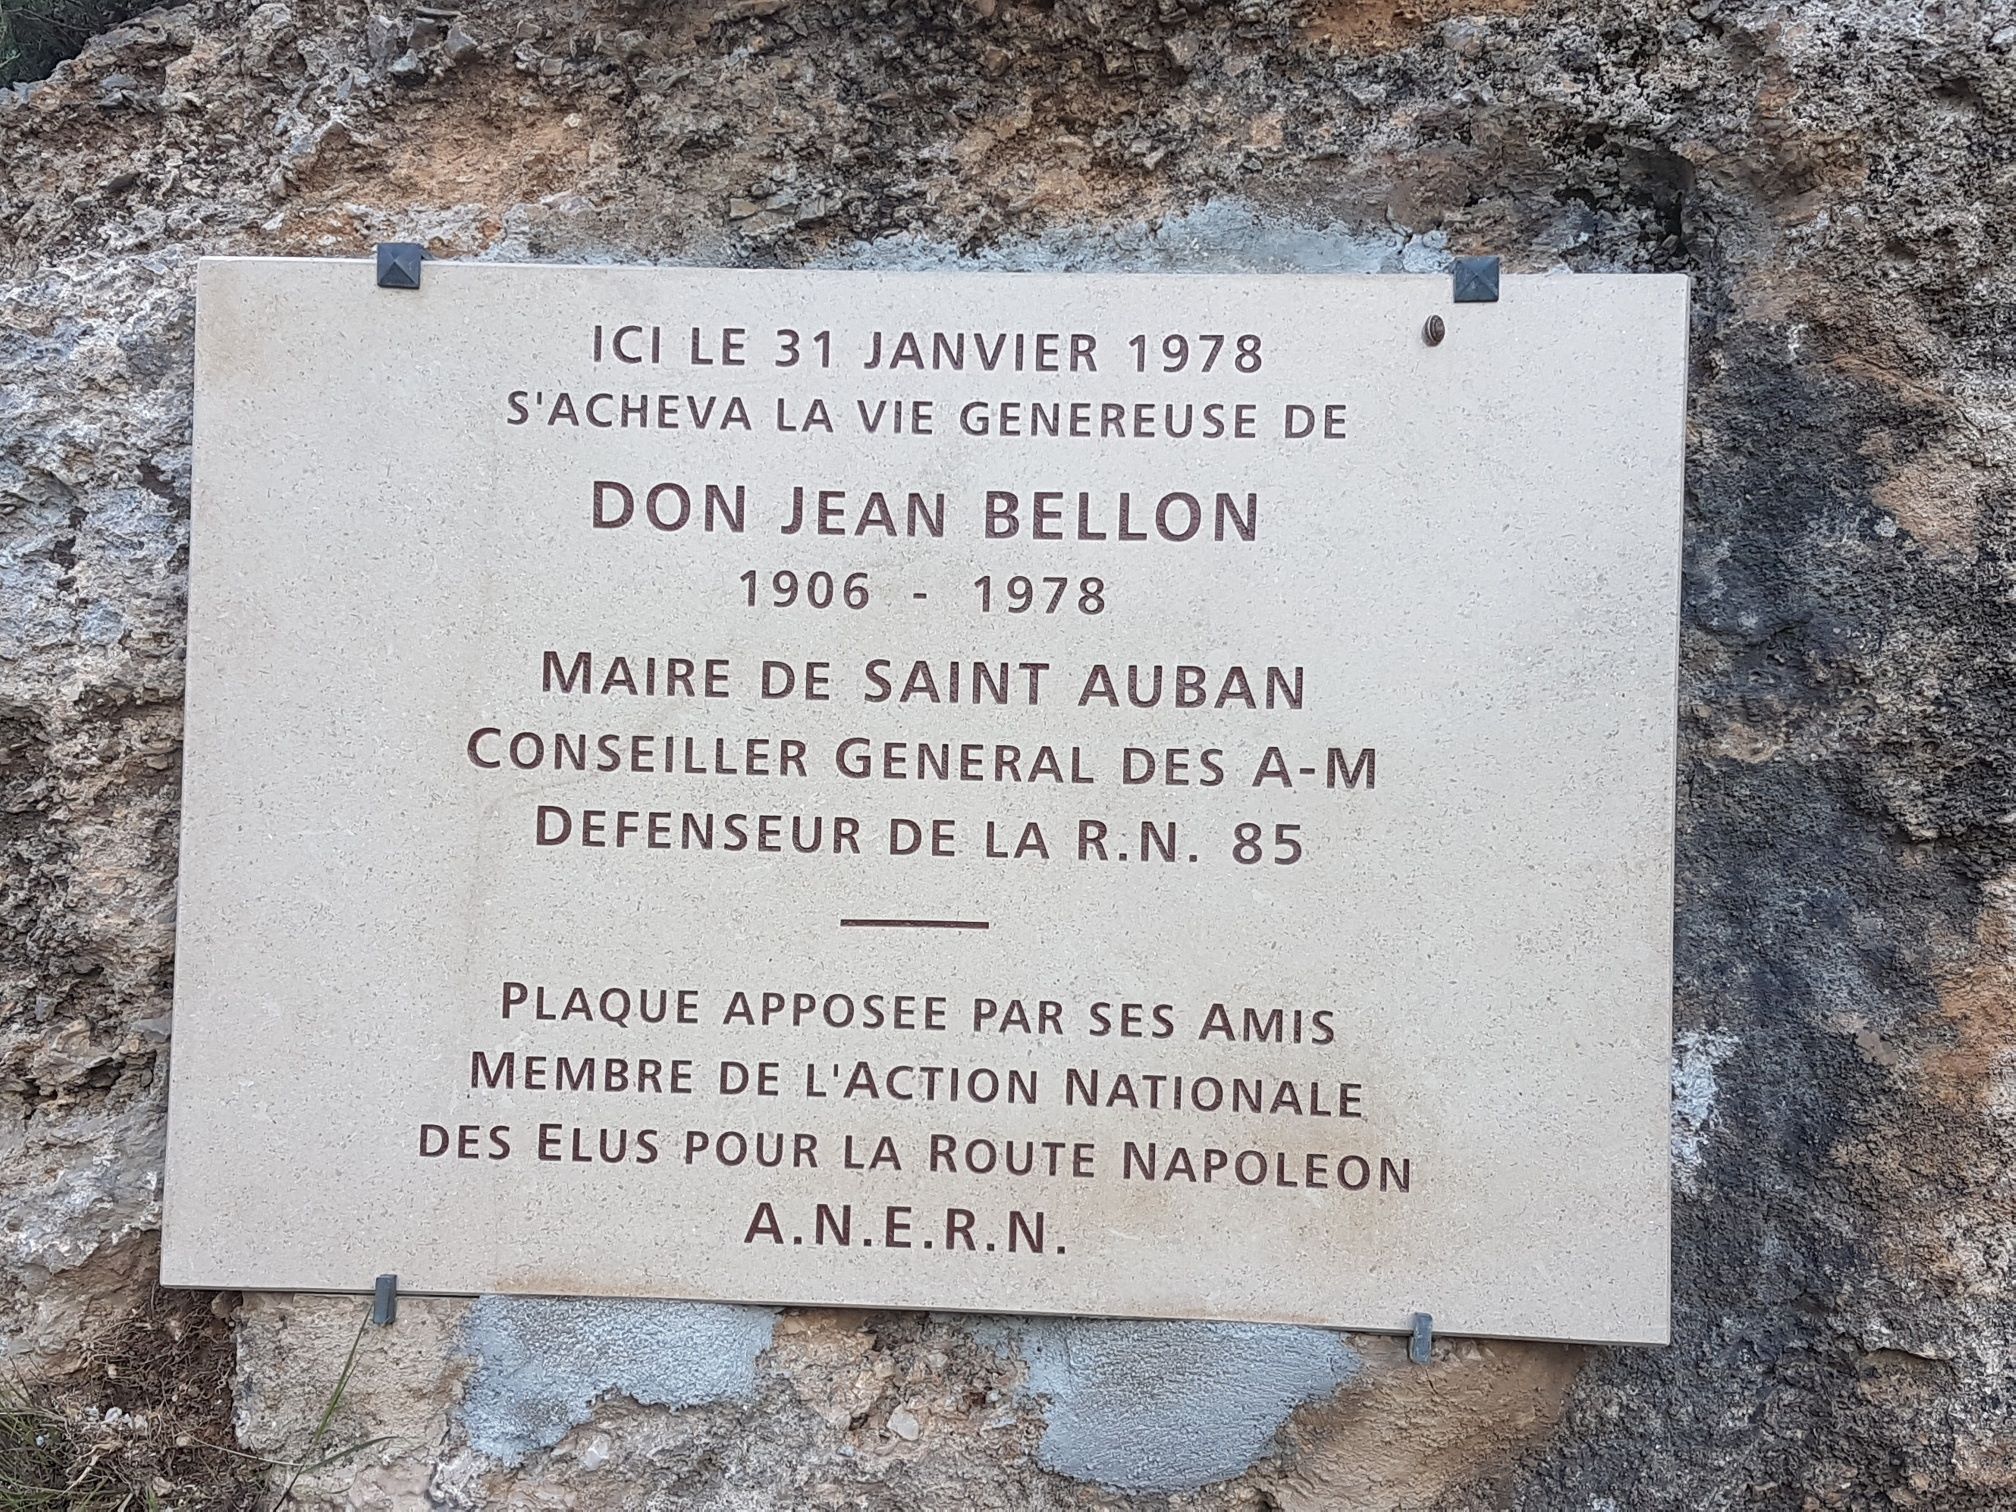 ICI LE 31 JANVIER 1978
S'ACHEVA LA VIE GENEREUSE DE
DON JEAN BELLON
1906 - 1978
MAIRE DE SAINT AUBAN
CONSEILLER GENERAL DES A-M
DEFENSEUR DE LA R.N. 85
PLAQUE APPOSEE PAR SES AMIS
MEMBRE DE L'ACTION NATIONALE
DES ELUS POUR LA ROUTE NAPOLEON
A.N.E.R.N.